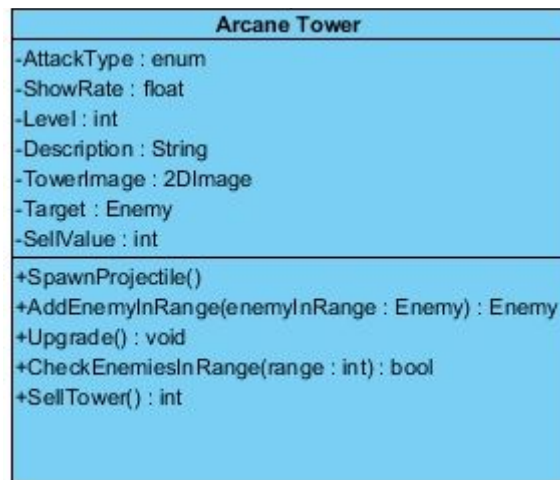 Arcane Tower
-AttackType : enum
-ShowRate : float
-Level : int
-Description : String
-TowerImage : 2DImage
-Target : Enemy
-SellValue : int
+SpawnProjectile()
+AddEnemyInRange(enemyInRange : Enemy) : Enemy
+Upgrade() : void
+CheckEnemiesInRange(range : int) : bool
+SellTower() : int